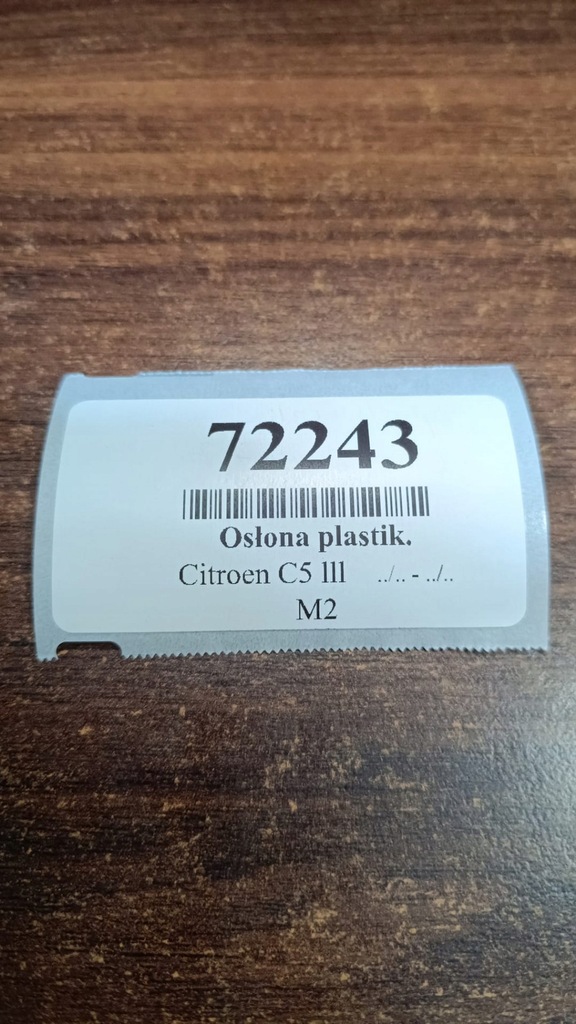 72243
Osłona plastik.
Citroen C5 lll ../.. - ../..
M2